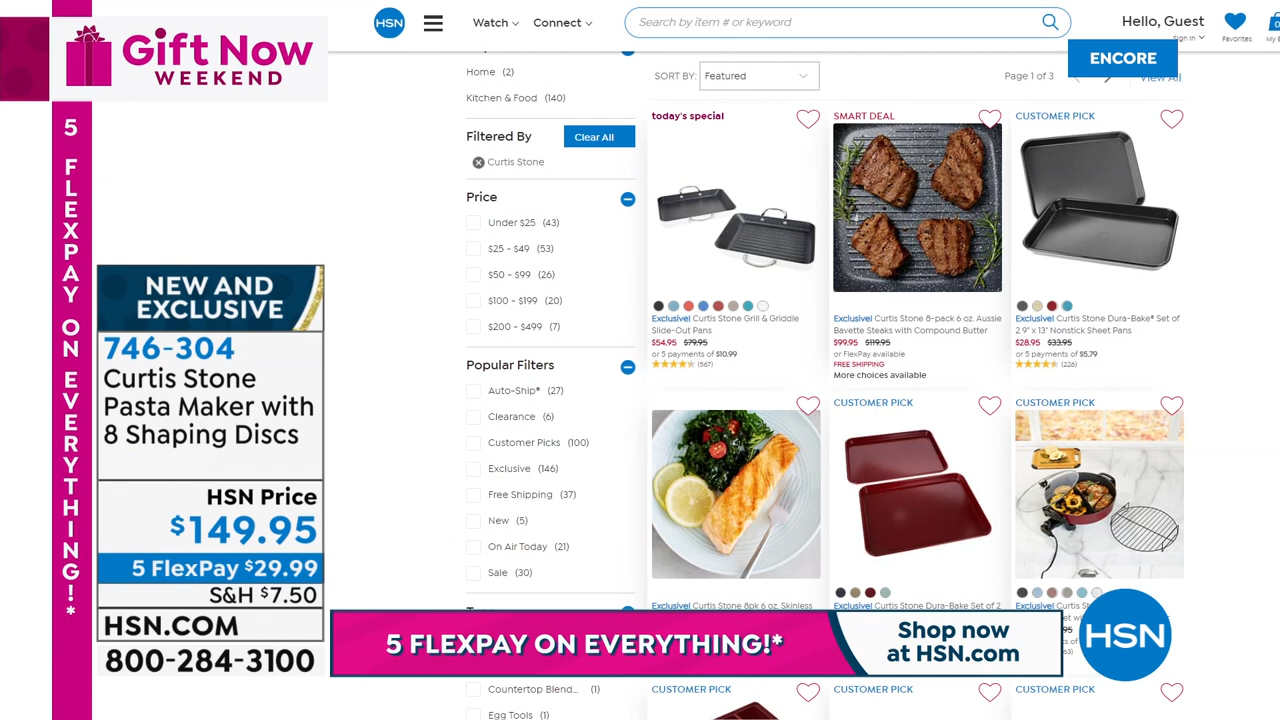 Gift Now
WEEKEND
5 FLEXPAY ON EVERYTHING!*
NEW AND
EXCLUSIVE
746-304
Curtis Stone
Pasta Maker with
8 Shaping Discs
HSN Price
$149.95
5 FlexPay $29.99
S&H $7.50
HSN.COM
800-284-3100
HSN
Watch
Connect
Search by item # or keyword
Hello, Guest
Sign In
Favorites
0
ENCORE
Home (2)
Kitchen & Food (140)
Filtered By
Clear All
Curtis Stone
Price
Under $25 (43)
$25 - $49 (53)
$50 - $99 (26)
$100 - $199 (20)
$200 - $499 (7)
Popular Filters
Auto-Ship® (27)
Clearance (6)
Customer Picks (100)
Exclusive (146)
Free Shipping (37)
New (5)
On Air Today (21)
Sale (30)
Countertop Blend... (1)
Egg Tools (1)
SORT BY: Featured
Page 1 of 3
View All
today's special
Exclusive! Curtis Stone Grill & Griddle
Slide-Out Pans
$54.95 $79.95
or 5 payments of $10.99
(567)
SMART DEAL
Exclusive! Curtis Stone 8-pack 6 oz. Aussie
Bavette Steaks with Compound Butter
$99.95 $119.95
or FlexPay available
FREE SHIPPING
More choices available
CUSTOMER PICK
Exclusive! Curtis Stone Dura-Bake® Set of
2 9" x 13" Nonstick Sheet Pans
$28.95 $33.95
or 5 payments of $5.79
(226)
Exclusive! Curtis Stone 8pk 6 oz. Skinless
CUSTOMER PICK
Exclusive! Curtis Stone Dura-Bake Set of 2
CUSTOMER PICK
Exclusive! Curtis
5 FLEXPAY ON EVERYTHING!*
Shop now
at HSN.com
HSN
CUSTOMER PICK
CUSTOMER PICK
CUSTOMER PICK